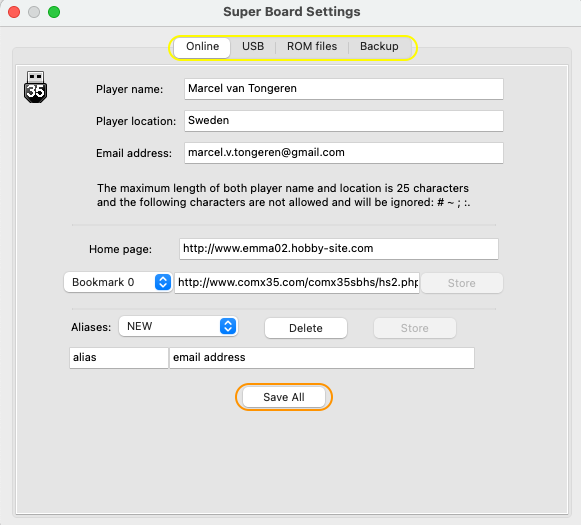 Super Board Settings
Online USB ROM files Backup
35
Player name: Marcel van Tongeren
Player location: Sweden
Email address: marcel.v.tongeren@gmail.com
The maximum length of both player name and location is 25 characters
and the following characters are not allowed and will be ignored: # ~ ; :.
Home page: http://www.emma02.hobby-site.com
Bookmark 0 http://www.comx35.com/comx35sbhs/hs2.php Store
Aliases: NEW Delete Store
alias email address
Save All